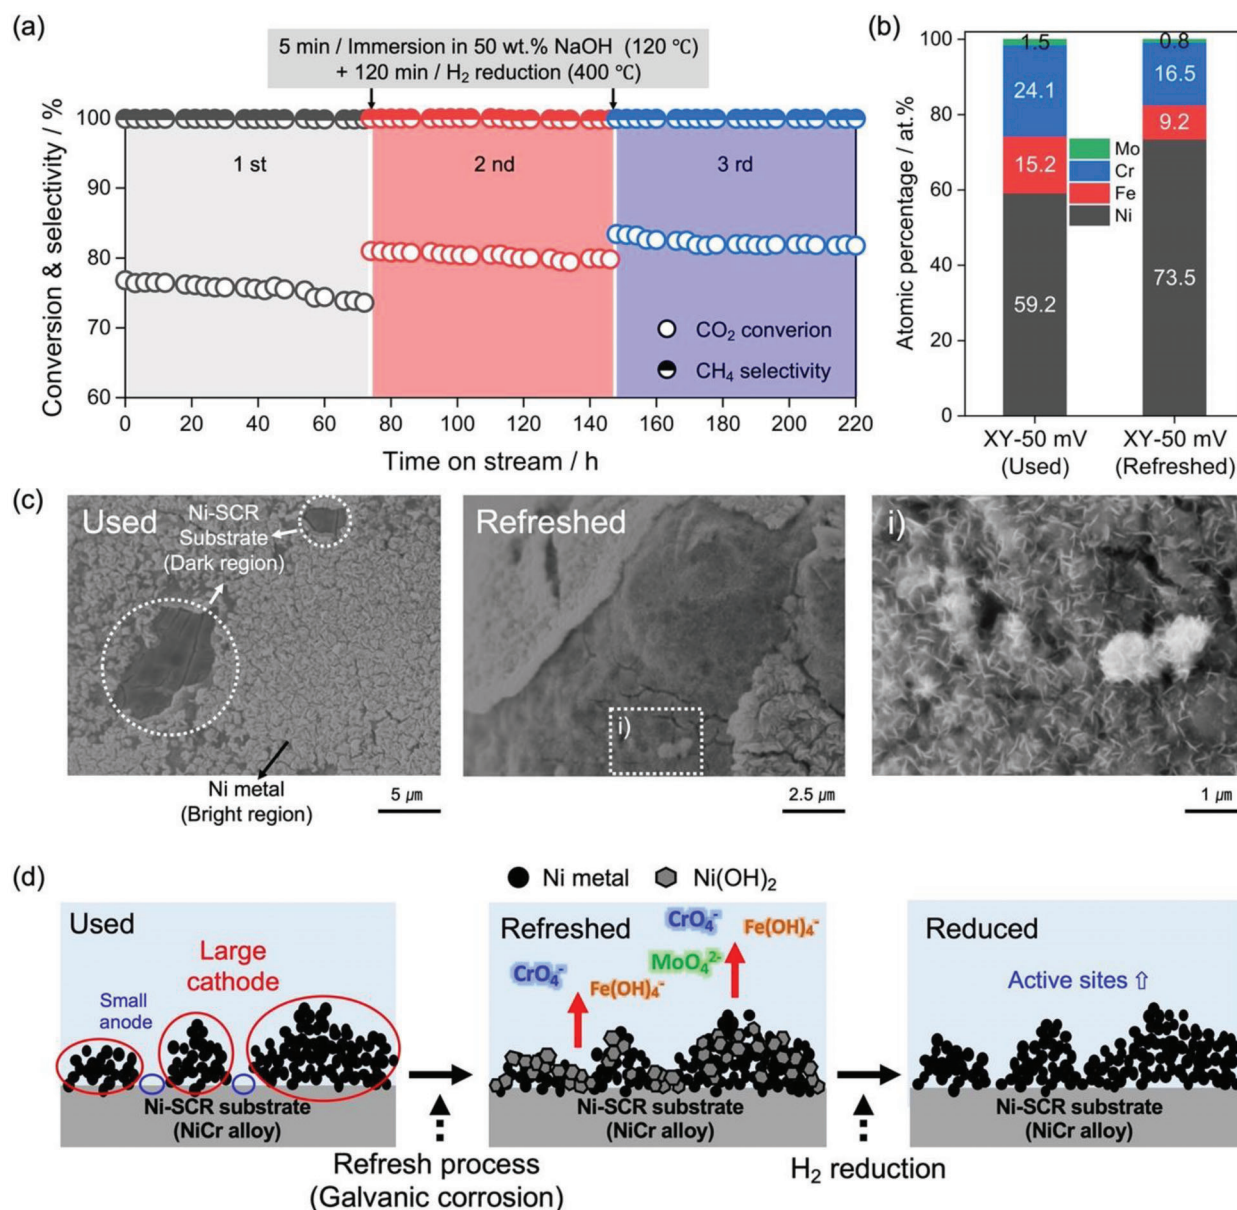 (a)
5 min / Immersion in 50 wt.% NaOH (120 ℃)
+ 120 min / H₂ reduction (400 ℃)
Conversion & selectivity / %
100
90
80
70
60
1 st
2 nd
3 rd
CO₂ converion
CH₄ selectivity
0 20 40 60 80 100 120 140 160 180 200 220
Time on stream / h
(b)
Atomic percentage / at.%
100
80
60
40
20
0
1.5
24.1
15.2
59.2
0.8
16.5
9.2
73.5
Mo
Cr
Fe
Ni
XY-50 mV
(Used)
XY-50 mV
(Refreshed)
(c)
Used
Ni-SCR
Substrate
(Dark region)
Ni metal
(Bright region)
5 μm
Refreshed
i)
2.5 μm
i)
1 μm
(d)
Ni metal
Ni(OH)₂
Used
Large
cathode
Small
anode
Ni-SCR substrate
(NiCr alloy)
Refresh process
(Galvanic corrosion)
Refreshed
CrO₄⁻
Fe(OH)₄⁻
MoO₄²⁻
CrO₄⁻
Fe(OH)₄⁻
Ni-SCR substrate
(NiCr alloy)
H₂ reduction
Reduced
Active sites ⇧
Ni-SCR substrate
(NiCr alloy)